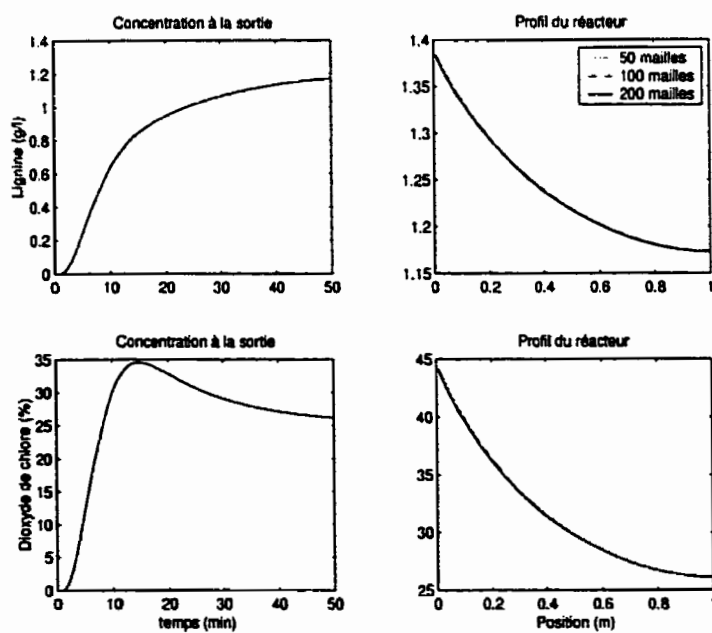 Concentration à la sortie
Profil du réacteur
1.4
1.2
1
0.8
0.6
0.4
0.2
0
Lignine (g/l)
0 10 20 30 40 50
1.4
1.35
1.3
1.25
1.2
1.15
50 mailles
100 mailles
200 mailles
0 0.2 0.4 0.6 0.8 1
Concentration à la sortie
Profil du réacteur
35
30
25
20
15
10
5
0
Dioxyde de chlore (%)
0 10 20 30 40 50
temps (min)
45
40
35
30
25
0 0.2 0.4 0.6 0.8 1
Position (m)